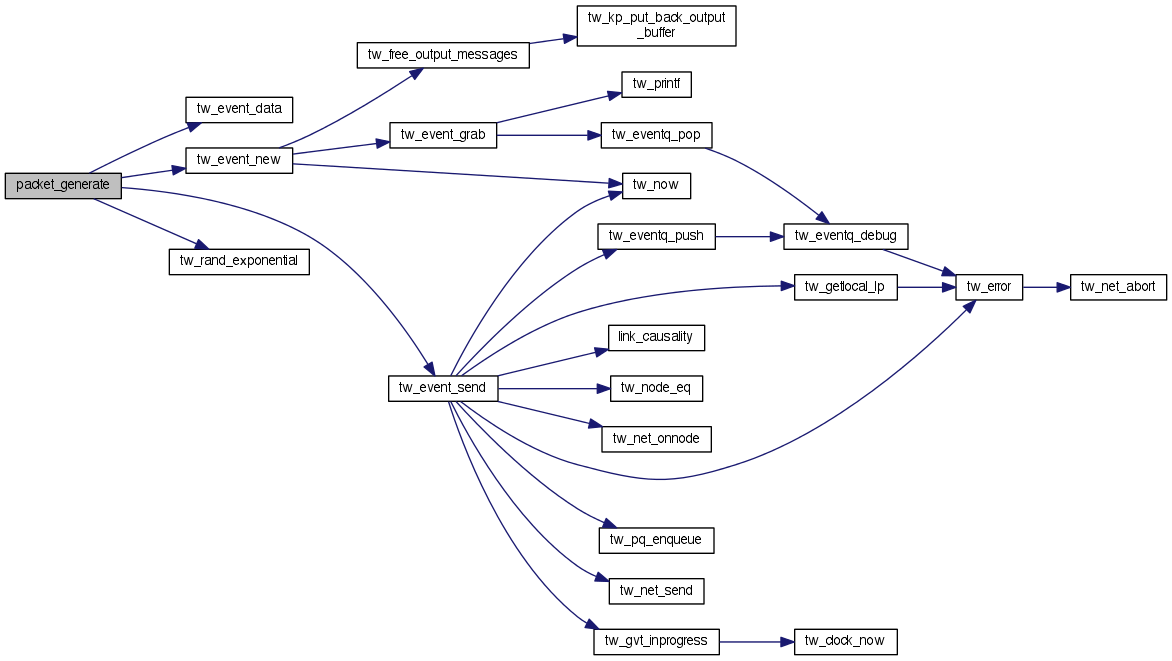 tw_kp_put_back_output
_buffer
tw_free_output_messages
tw_printf
tw_event_data
tw_event_grab
tw_eventq_pop
tw_event_new
packet_generate
tw_now
tw_eventq_push
tw_eventq_debug
tw_rand_exponential
tw_getlocal_lp
tw_error
tw_net_abort
link_causality
tw_event_send
tw_node_eq
tw_net_onnode
tw_pq_enqueue
tw_net_send
tw_gvt_inprogress
tw_clock_now